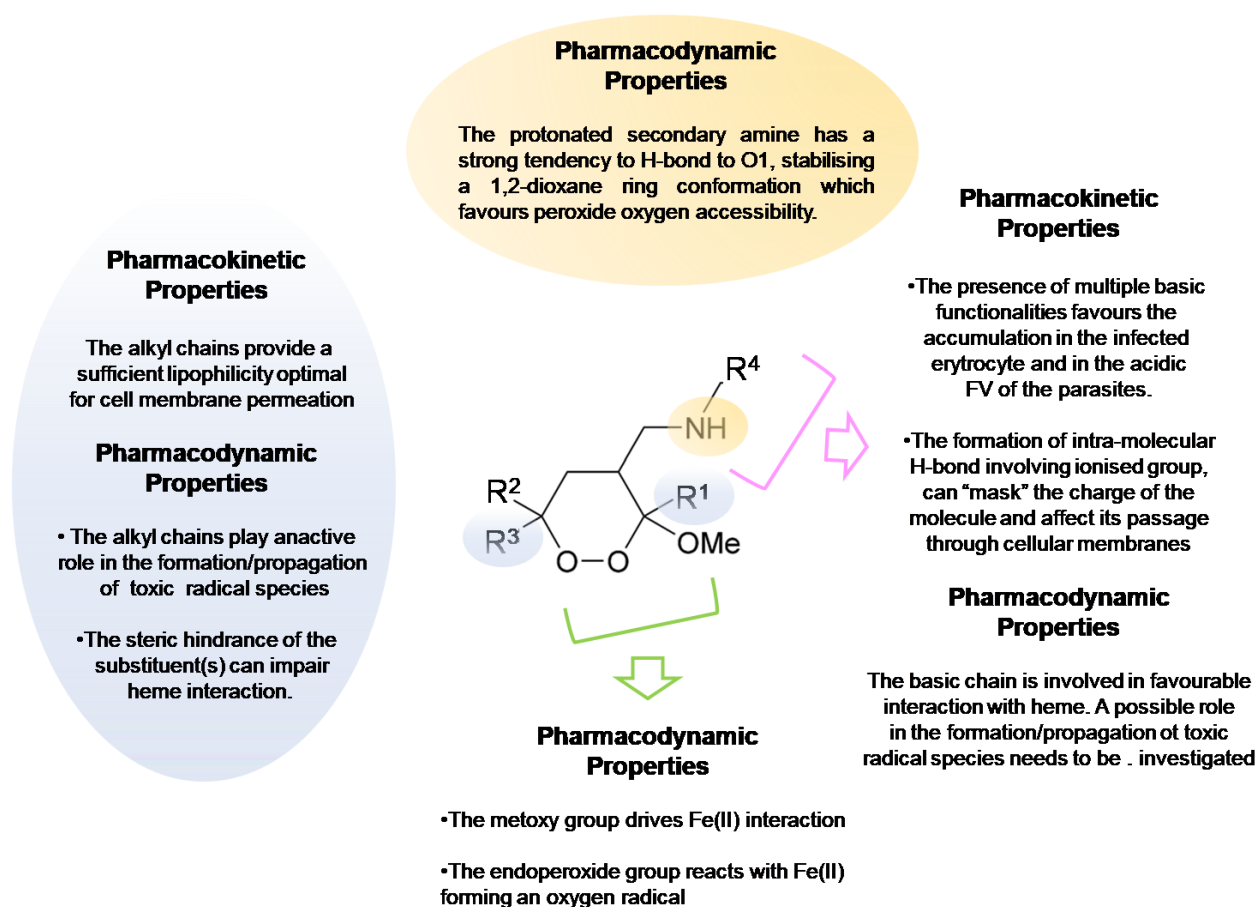 Pharmacodynamic
Properties
The protonated secondary amine has a
strong tendency to H-bond to O1, stabilising
a 1,2-dioxane ring conformation which
favours peroxide oxygen accessibility.
Pharmacokinetic
Properties
The alkyl chains provide a
sufficient lipophilicity optimal
for cell membrane permeation
Pharmacodynamic
Properties
• The alkyl chains play anactive
role in the formation/propagation
of toxic radical species
•The steric hindrance of the
substituent(s) can impair
heme interaction.
R⁴
NH
R²
R¹
R³
OMe
O
O
Pharmacokinetic
Properties
•The presence of multiple basic
functionalities favours the
accumulation in the infected
erytrocyte and in the acidic
FV of the parasites.
•The formation of intra-molecular
H-bond involving ionised group,
can “mask” the charge of the
molecule and affect its passage
through cellular membranes
Pharmacodynamic
Properties
The basic chain is involved in favourable
interaction with heme. A possible role
in the formation/propagation ot toxic
radical species needs to be . investigated
Pharmacodynamic
Properties
•The metoxy group drives Fe(II) interaction
•The endoperoxide group reacts with Fe(II)
forming an oxygen radical